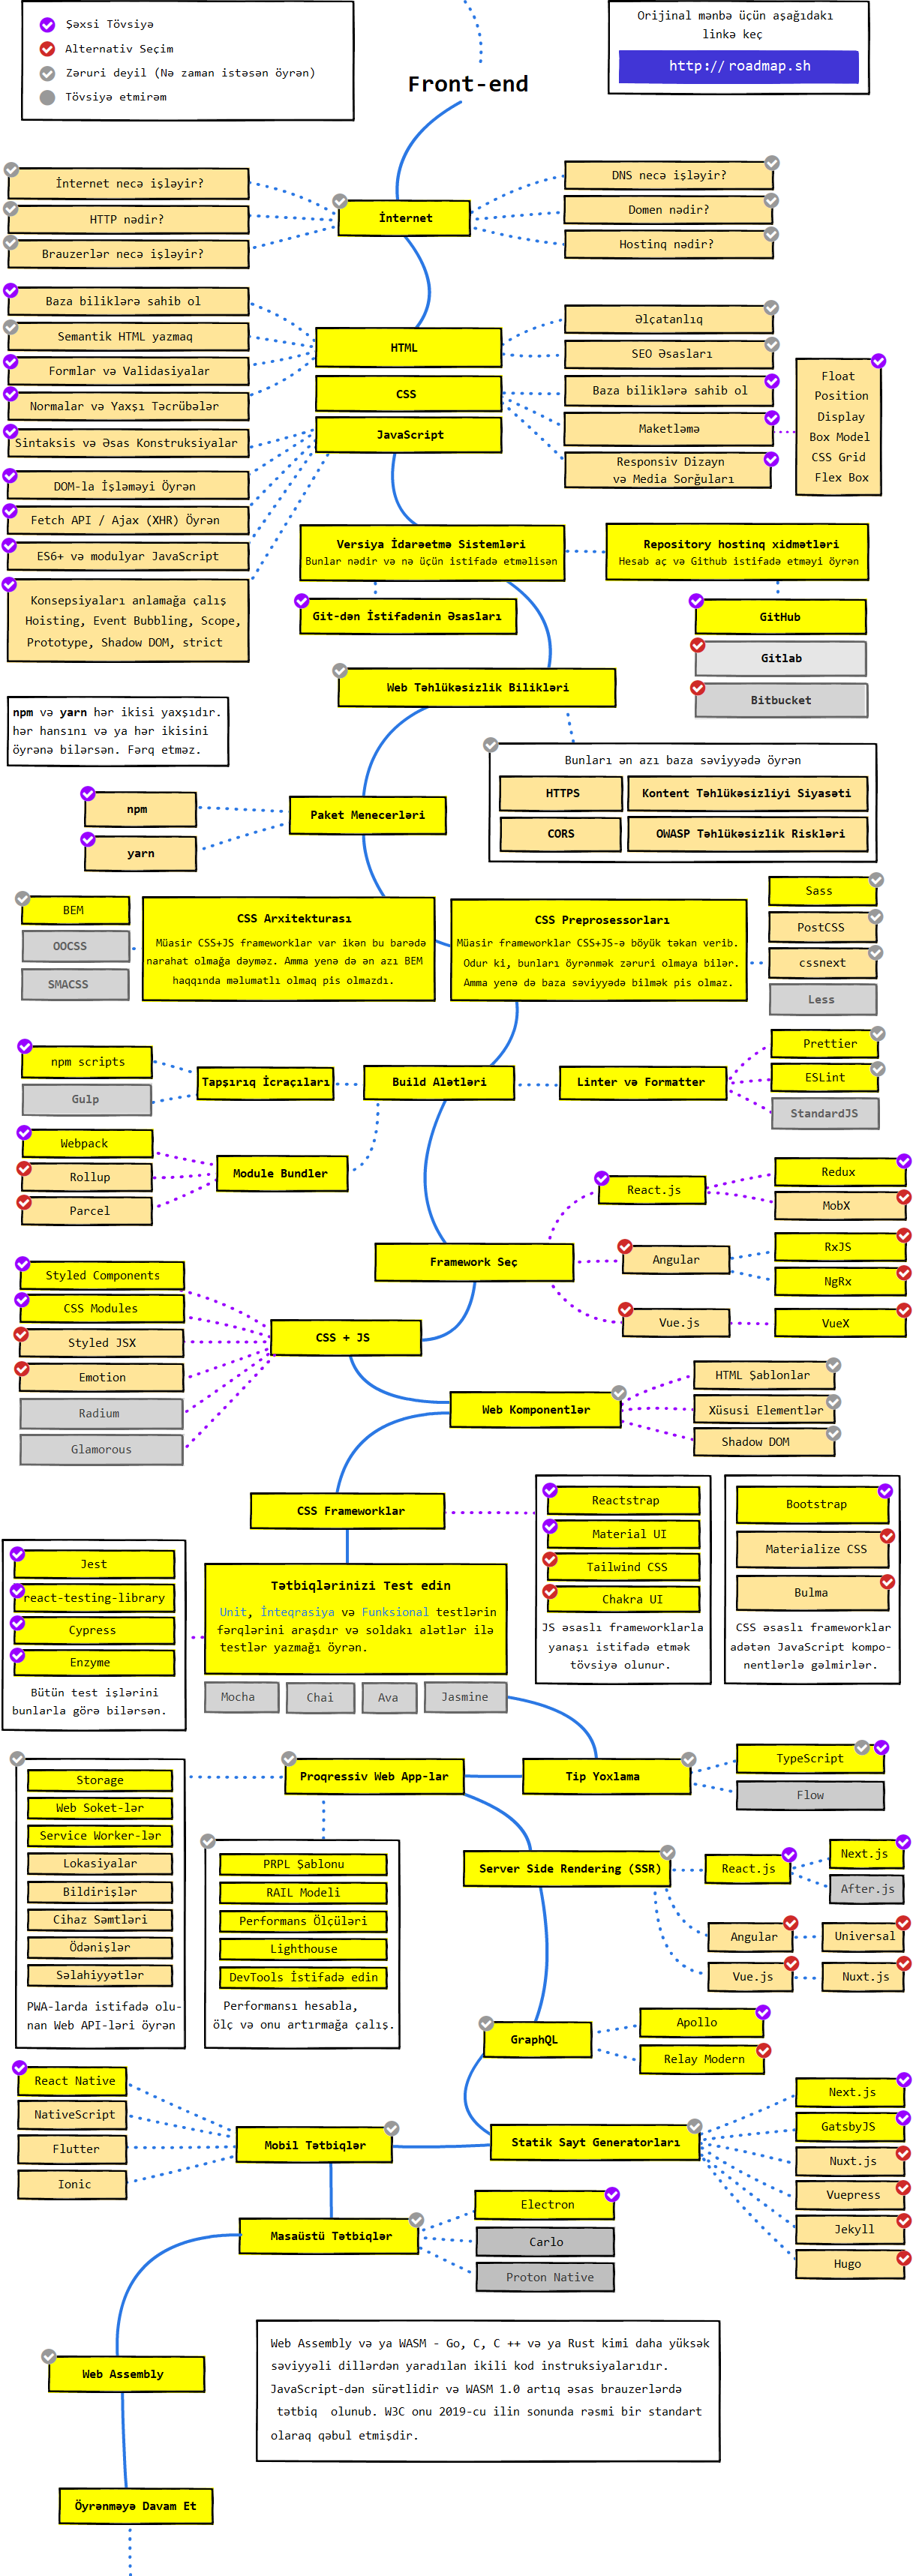 Şəxsi Tövsiyə
Alternativ Seçim
Zəruri deyil (Nə zaman istəsən öyrən)
Tövsiyə etmirəm
Orijinal mənbə üçün aşağıdakı
linkə keç
http://roadmap.sh
Front-end
İnternet necə işləyir?
HTTP nədir?
Brauzerlər necə işləyir?
İnternet
DNS necə işləyir?
Domen nədir?
Hostinq nədir?
Baza biliklərə sahib ol
Semantik HTML yazmaq
Formlar və Validasiyalar
Normalar və Yaxşı Təcrübələr
Sintaksis və Əsas Konstruksiyalar
DOM-la İşləməyi Öyrən
Fetch API / Ajax (XHR) Öyrən
ES6+ və modulyar JavaScript
Konsepsiyaları anlamağa çalış
Hoisting, Event Bubbling, Scope,
Prototype, Shadow DOM, strict
HTML
CSS
JavaScript
Əlçatanlıq
SEO Əsasları
Baza biliklərə sahib ol
Maketləmə
Responsiv Dizayn
və Media Sorğuları
Float
Position
Display
Box Model
CSS Grid
Flex Box
Versiya İdarəetmə Sistemləri
Bunlar nədir və nə üçün istifadə etməlisən
Repository hostinq xidmətləri
Hesab aç və Github istifadə etməyi öyrən
Git-dən İstifadənin Əsasları
GitHub
Gitlab
Bitbucket
Web Təhlükəsizlik Bilikləri
npm və yarn hər ikisi yaxşıdır.
hər hansını və ya hər ikisini
öyrənə bilərsən. Fərq etməz.
Bunları ən azı baza səviyyədə öyrən
HTTPS
Kontent Təhlükəsizliyi Siyasəti
CORS
OWASP Təhlükəsizlik Riskləri
npm
yarn
Paket Menecerləri
BEM
OOCSS
SMACSS
CSS Arxitekturası
Müasir CSS+JS frameworklar var ikən bu barədə
narahat olmağa dəyməz. Amma yenə də ən azı BEM
haqqında məlumatlı olmaq pis olmazdı.
CSS Preprosessorları
Müasir frameworklar CSS+JS-ə böyük təkan verib.
Odur ki, bunları öyrənmək zəruri olmaya bilər.
Amma yenə də baza səviyyədə bilmək pis olmaz.
Sass
PostCSS
cssnext
Less
npm scripts
Gulp
Tapşırıq İcraçıları
Build Alətləri
Linter və Formatter
Prettier
ESLint
StandardJS
Webpack
Rollup
Parcel
Module Bundler
React.js
Redux
MobX
Framework Seç
Angular
RxJS
NgRx
Vue.js
VueX
Styled Components
CSS Modules
Styled JSX
Emotion
Radium
Glamorous
CSS + JS
Web Komponentlər
HTML Şablonlar
Xüsusi Elementlər
Shadow DOM
CSS Frameworklar
Reactstrap
Material UI
Tailwind CSS
Chakra UI
JS əsaslı frameworklarla
yanaşı istifadə etmək
tövsiyə olunur.
Bootstrap
Materialize CSS
Bulma
CSS əsaslı frameworklar
adətən JavaScript kompo-
nentlərlə gəlmirlər.
Jest
react-testing-library
Cypress
Enzyme
Bütün test işlərini
bunlarla görə bilərsən.
Tətbiqlərinizi Test edin
Unit, İnteqrasiya və Funksional testlərin
fərqlərini araşdır və soldakı alətlər ilə
testlər yazmağı öyrən.
Mocha
Chai
Ava
Jasmine
Storage
Web Soket-lər
Service Worker-lər
Lokasiyalar
Bildirişlər
Cihaz Səmtləri
Ödənişlər
Səlahiyyətlər
PWA-larda istifadə olu-
nan Web API-ləri öyrən
Proqressiv Web App-lar
Tip Yoxlama
TypeScript
Flow
PRPL Şablonu
RAIL Modeli
Performans Ölçüləri
Lighthouse
DevTools İstifadə edin
Performansı hesabla,
ölç və onu artırmağa çalış.
Server Side Rendering (SSR)
React.js
Next.js
After.js
Angular
Universal
Vue.js
Nuxt.js
GraphQL
Apollo
Relay Modern
React Native
NativeScript
Flutter
Ionic
Mobil Tətbiqlər
Statik Sayt Generatorları
Next.js
GatsbyJS
Nuxt.js
Vuepress
Jekyll
Hugo
Masaüstü Tətbiqlər
Electron
Carlo
Proton Native
Web Assembly
Web Assembly və ya WASM - Go, C, C ++ və ya Rust kimi daha yüksək
səviyyəli dillərdən yaradılan ikili kod instruksiyalarıdır.
JavaScript-dən sürətlidir və WASM 1.0 artıq əsas brauzerlərdə
tətbiq olunub. W3C onu 2019-cu ilin sonunda rəsmi bir standart
olaraq qəbul etmişdir.
Öyrənməyə Davam Et